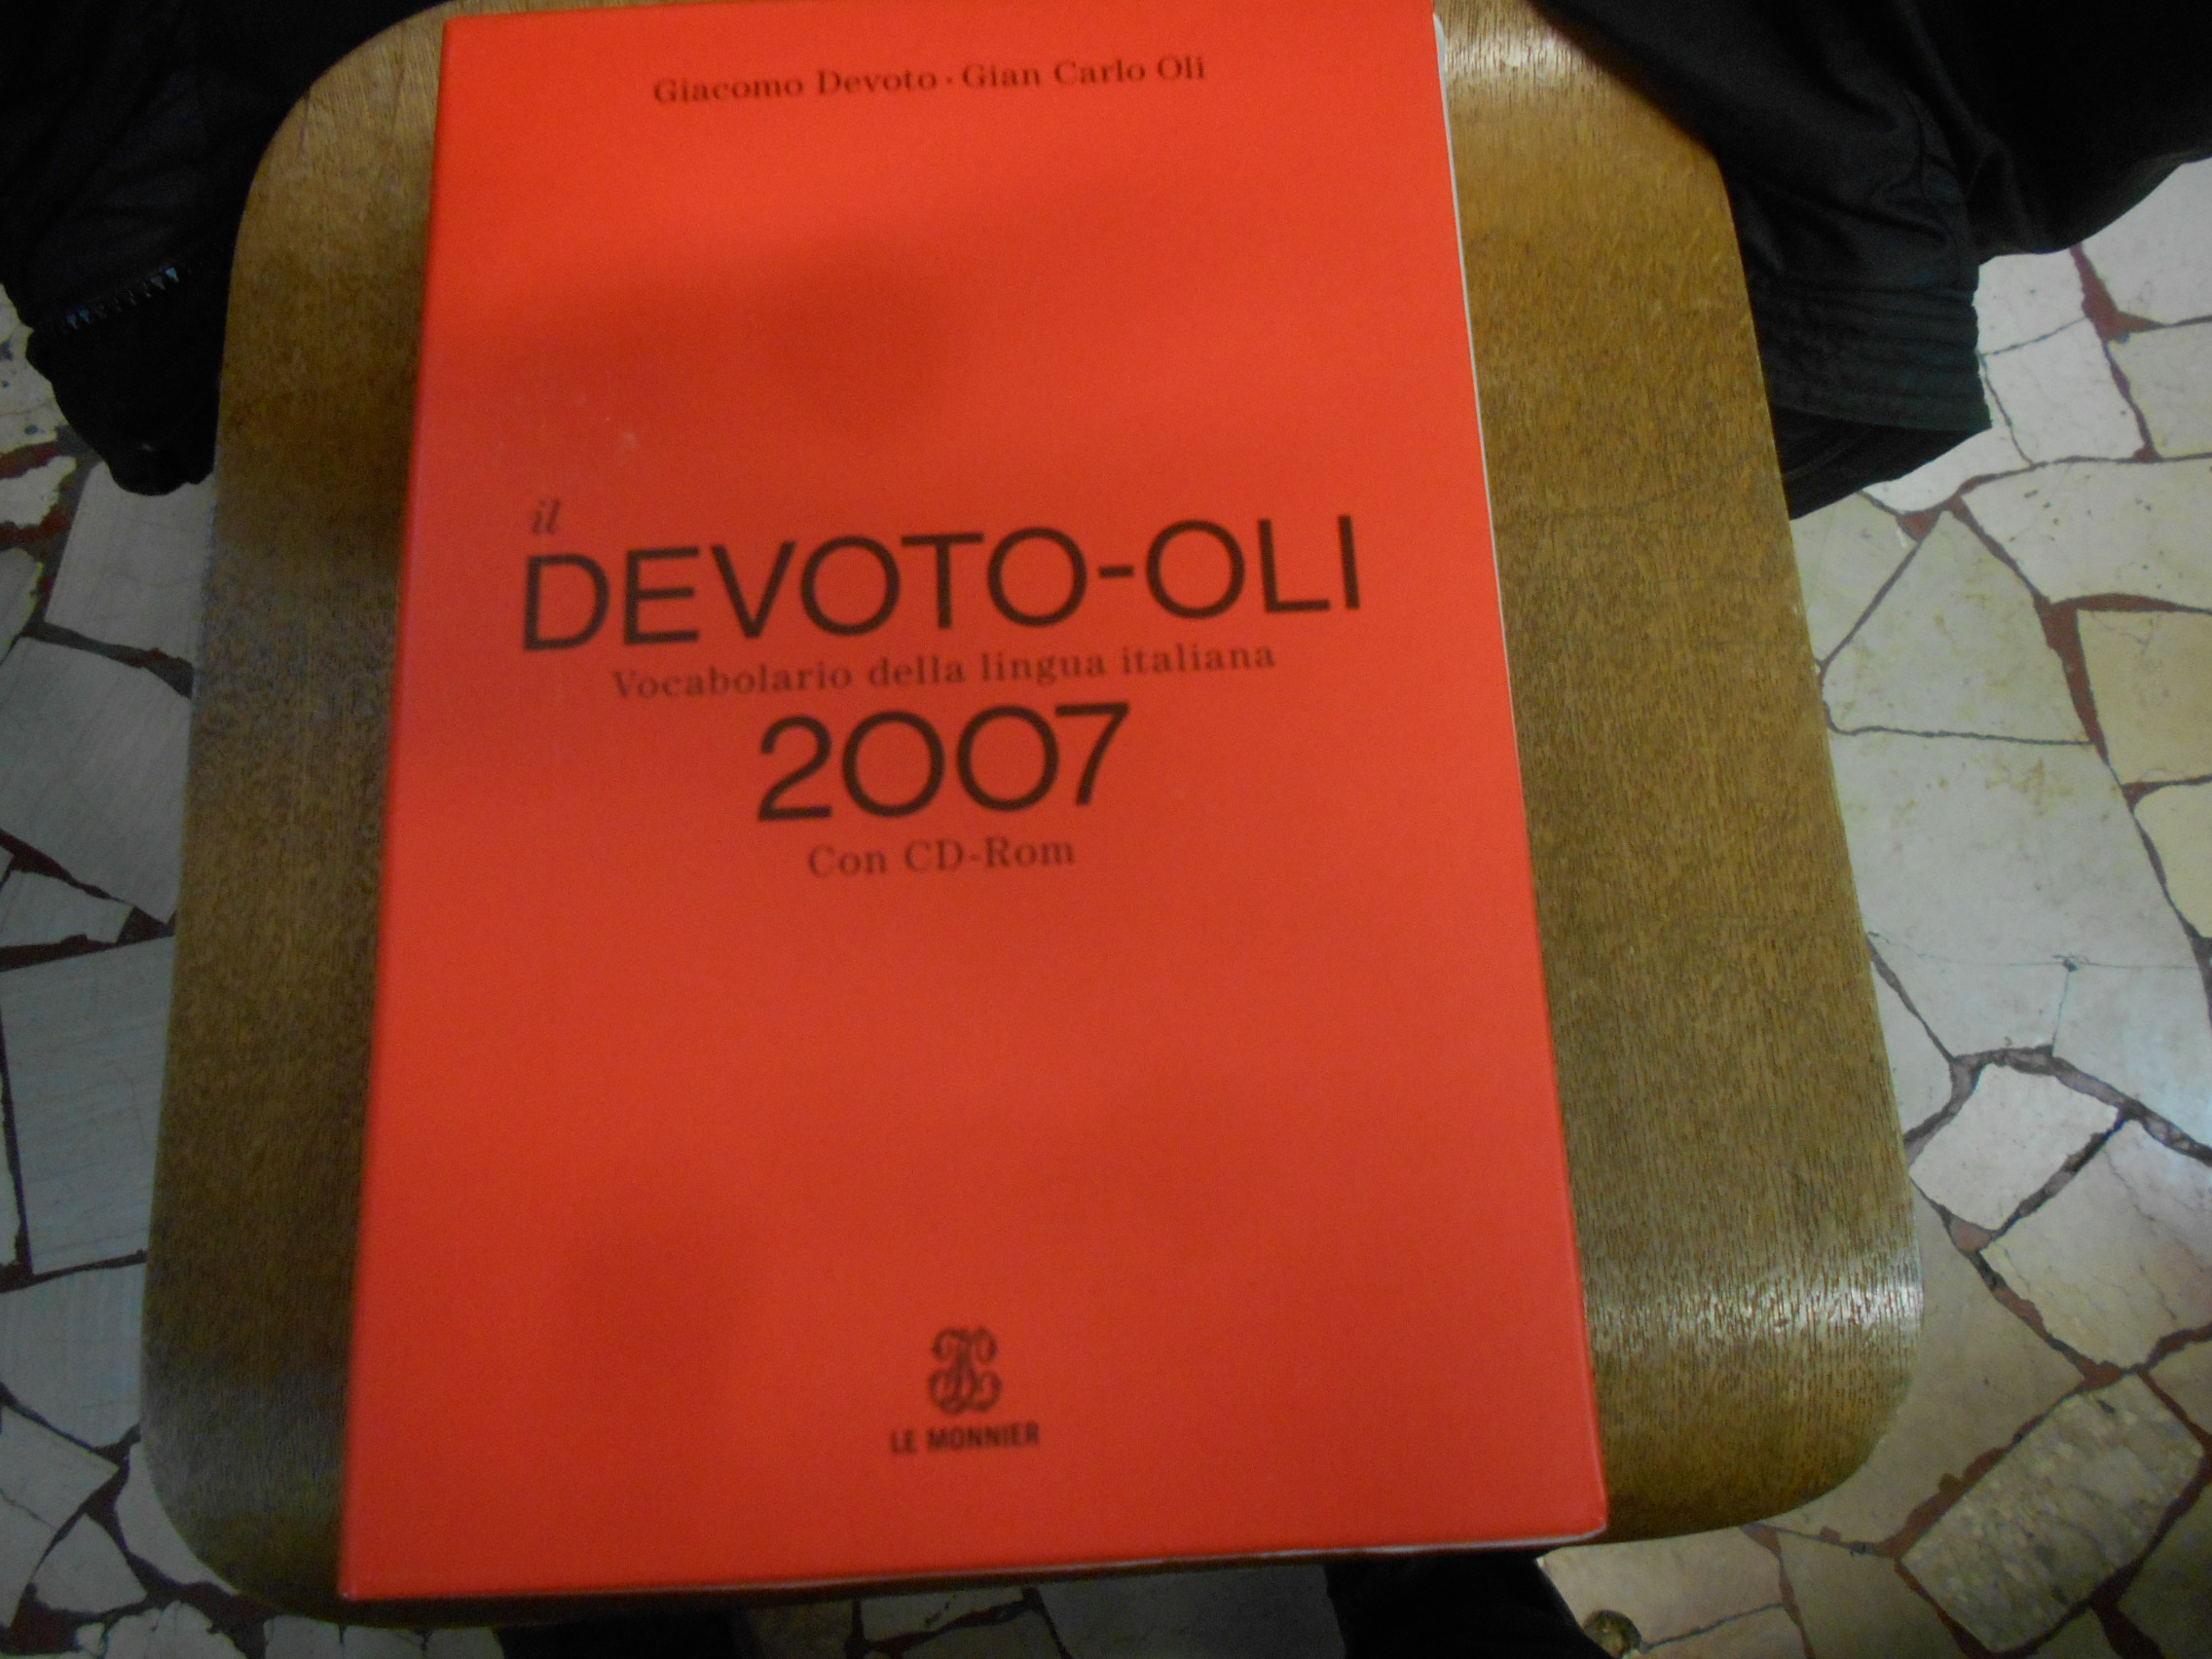 Giacomo Devoto · Gian Carlo Oli
il
DEVOTO-OLI
Vocabolario della lingua italiana
2007
Con CD-Rom
LE MONNIER